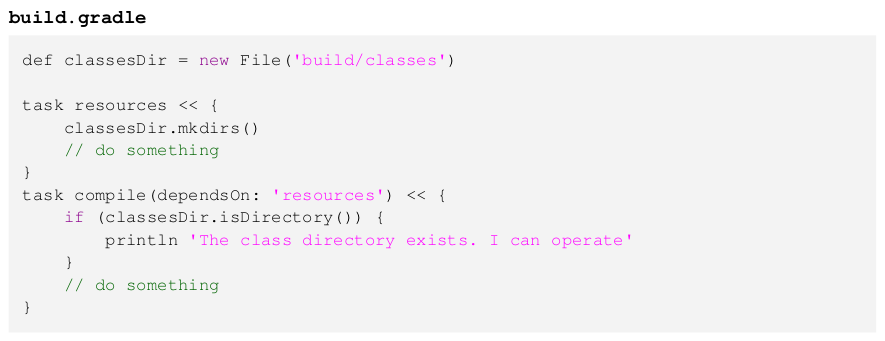 build.gradle
def classesDir = new File('build/classes')
task resources << {
    classesDir.mkdirs()
    // do something
}
task compile(dependsOn: 'resources') << {
    if (classesDir.isDirectory()) {
        println 'The class directory exists. I can operate'
    }
    // do something
}